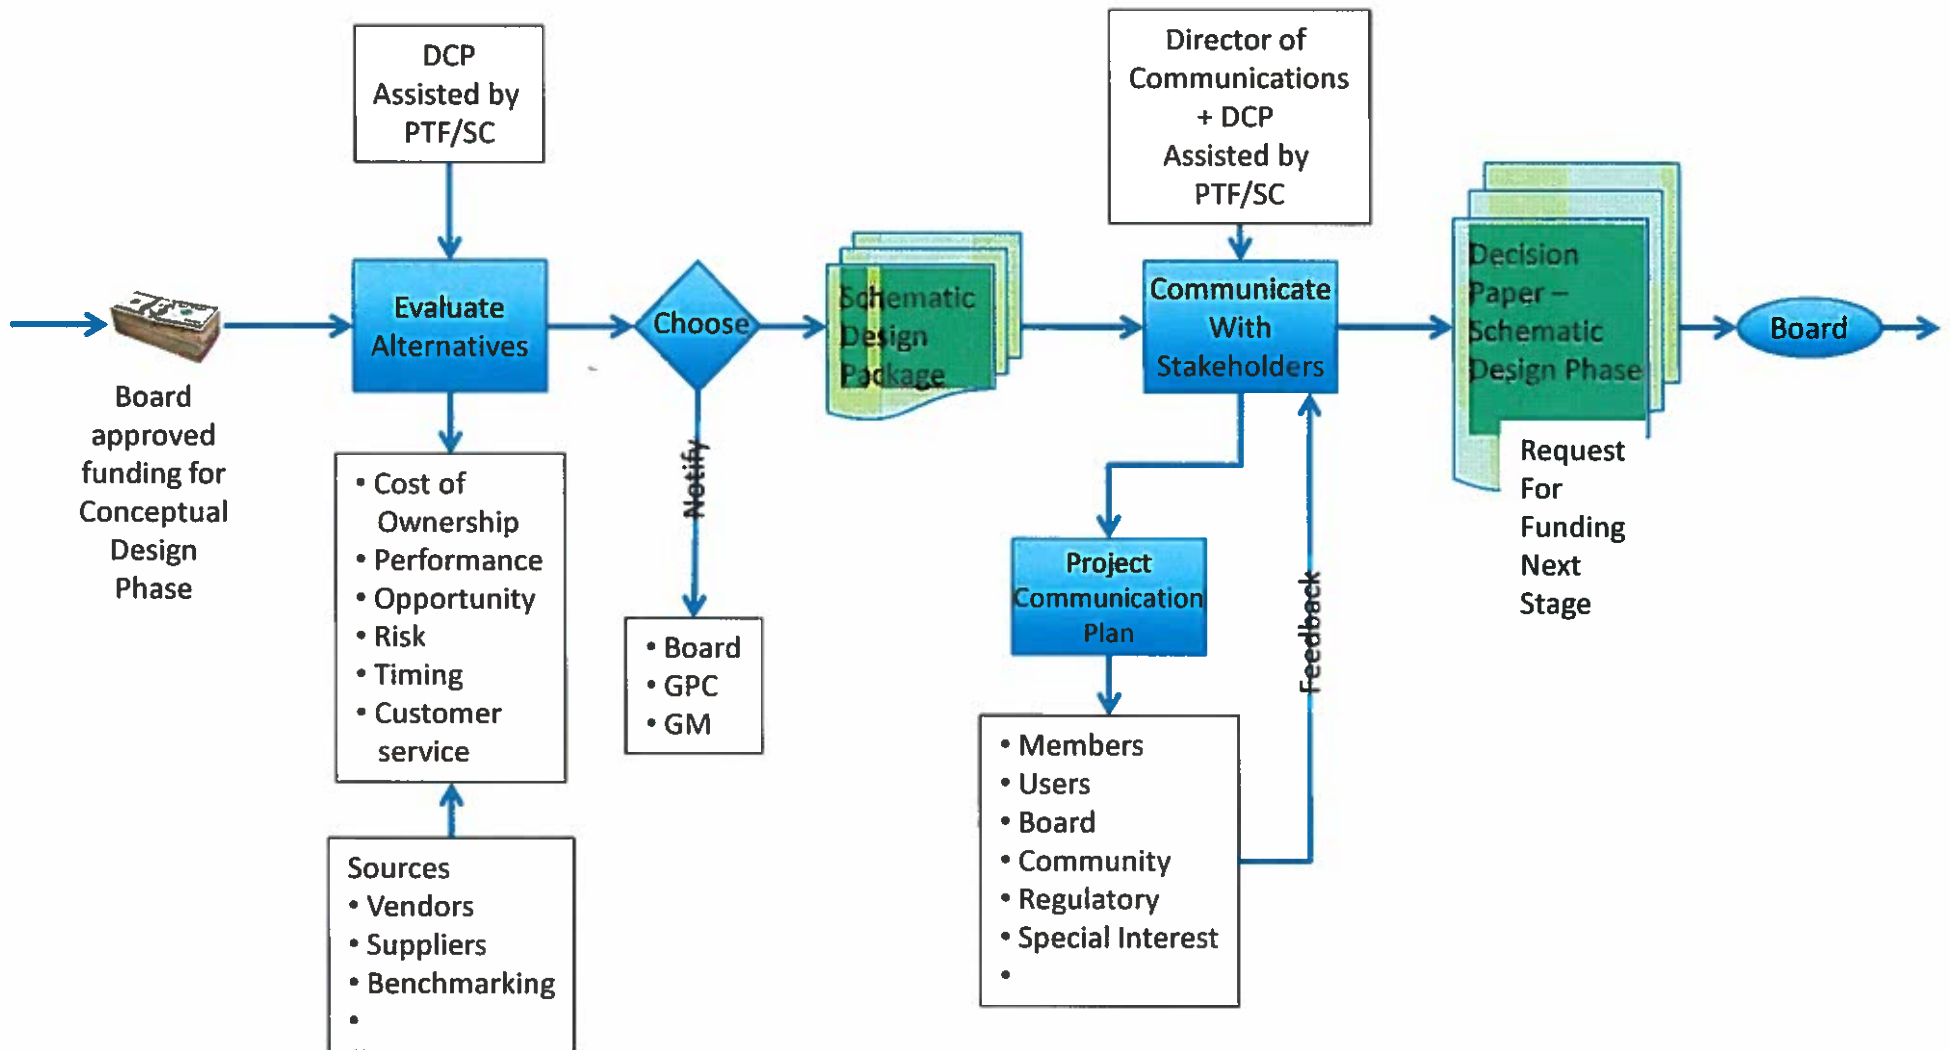 DCP
Assisted by
PTF/SC
Director of
Communications
+ DCP
Assisted by
PTF/SC
Board
approved
funding for
Conceptual
Design
Phase
Evaluate
Alternatives
Choose
Schematic
Design
Package
Communicate
With
Stakeholders
Decision
Paper –
Schematic
Design Phase
Board
Request
For
Funding
Next
Stage
• Cost of
Ownership
• Performance
• Opportunity
• Risk
• Timing
• Customer
service
Notify
• Board
• GPC
• GM
Project
Communication
Plan
Feedback
• Members
• Users
• Board
• Community
• Regulatory
• Special Interest
•
Sources
• Vendors
• Suppliers
• Benchmarking
•